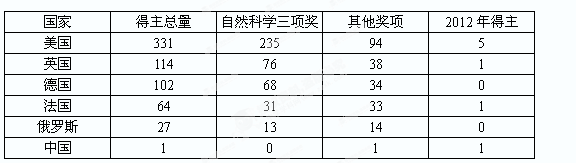 国家 得主总量 自然科学三项奖 其他奖项 2012 年得主
美国 331 235 94 5
英国 114 76 38 1
德国 102 68 34 0
法国 64 31 33 1
俄罗斯 27 13 14 0
中国 1 0 1 1